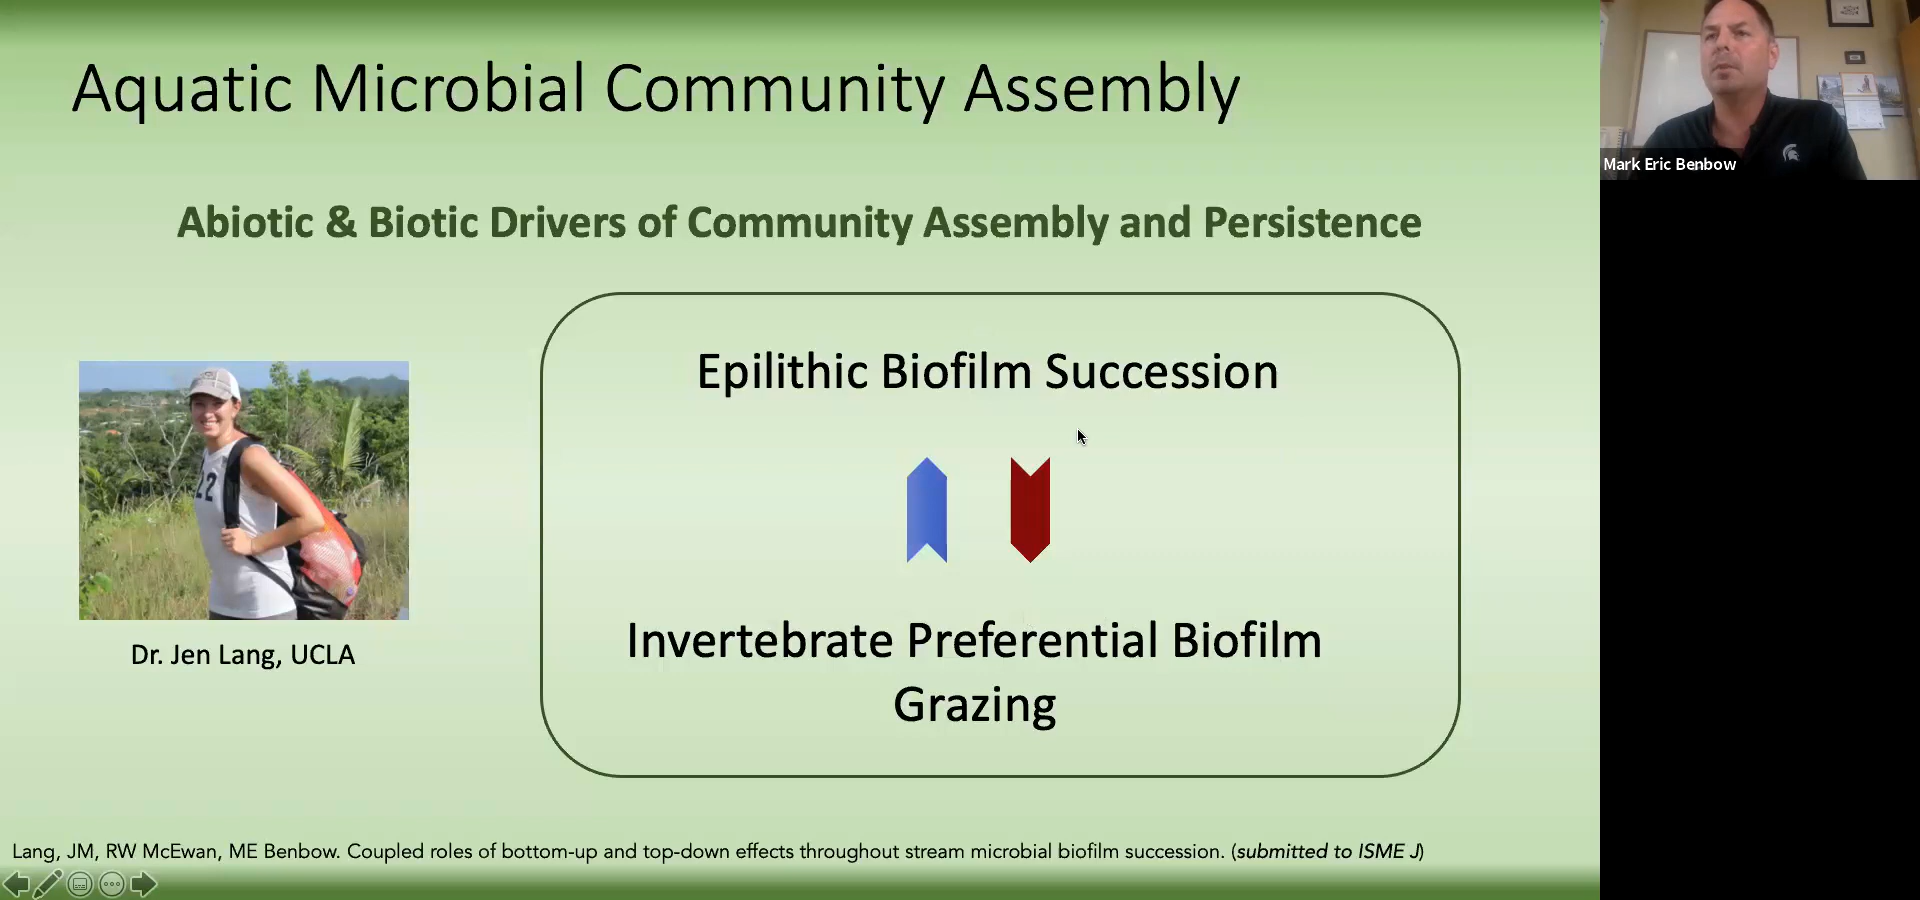 Aquatic Microbial Community Assembly
Abiotic & Biotic Drivers of Community Assembly and Persistence
Epilithic Biofilm Succession
Invertebrate Preferential Biofilm
Grazing
22
Dr. Jen Lang, UCLA
Lang, JM, RW McEwan, ME Benbow. Coupled roles of bottom-up and top-down effects throughout stream microbial biofilm succession. (submitted to ISME J)
Mark Eric Benbow